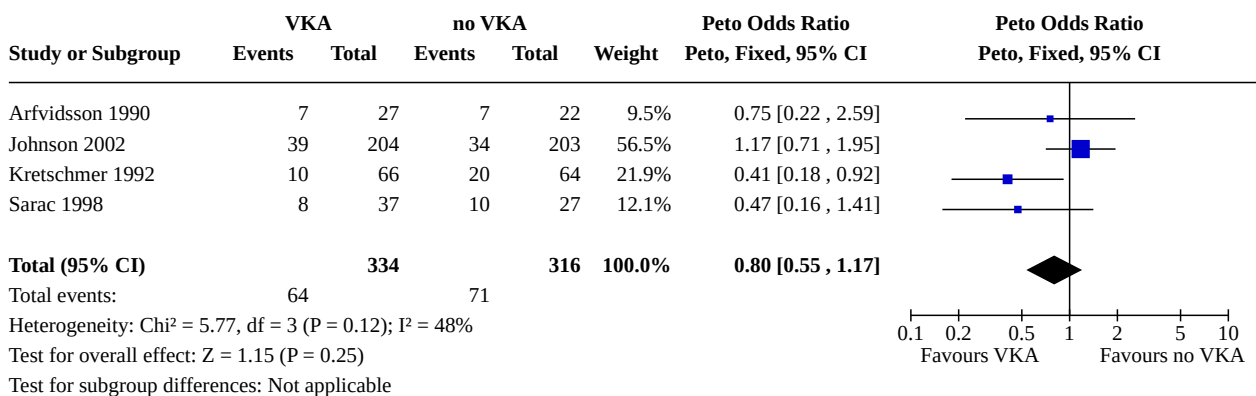 VKA no VKA Peto Odds Ratio Peto Odds Ratio
Study or Subgroup Events Total Events Total Weight Peto, Fixed, 95% CI Peto, Fixed, 95% CI
Arfvidsson 1990 7 27 7 22 9.5% 0.75 [0.22 , 2.59]
Johnson 2002 39 204 34 203 56.5% 1.17 [0.71 , 1.95]
Kretschmer 1992 10 66 20 64 21.9% 0.41 [0.18 , 0.92]
Sarac 1998 8 37 10 27 12.1% 0.47 [0.16 , 1.41]
Total (95% CI) 334 316 100.0% 0.80 [0.55 , 1.17]
Total events: 64 71
Heterogeneity: Chi² = 5.77, df = 3 (P = 0.12); I² = 48%
Test for overall effect: Z = 1.15 (P = 0.25)
Test for subgroup differences: Not applicable
0.1 0.2 0.5 1 2 5 10
Favours VKA Favours no VKA